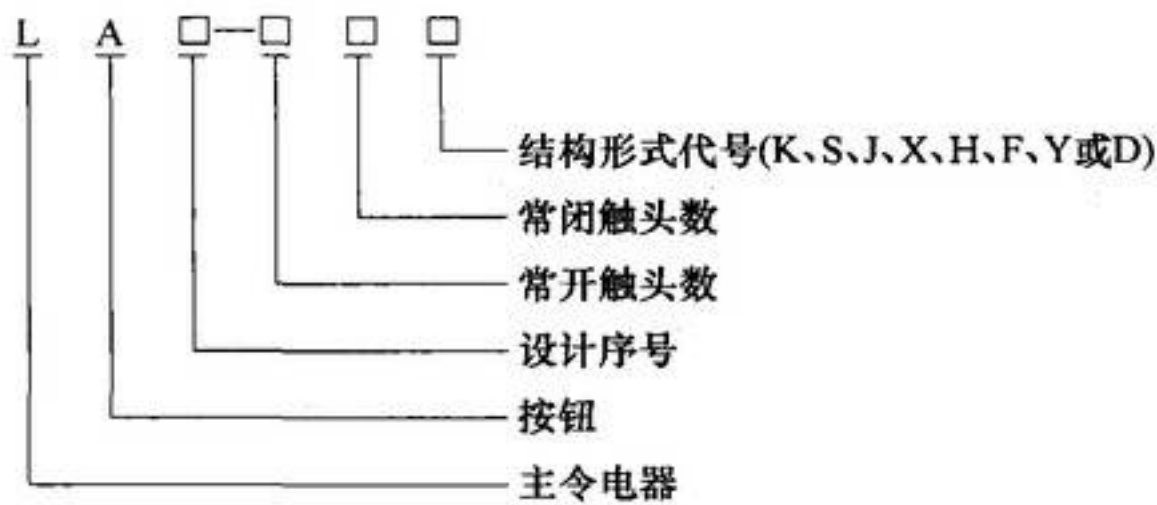 L A □-□ □ □
结构形式代号(K、S、J、X、H、F、Y或D)
常闭触头数
常开触头数
设计序号
按钮
主令电器